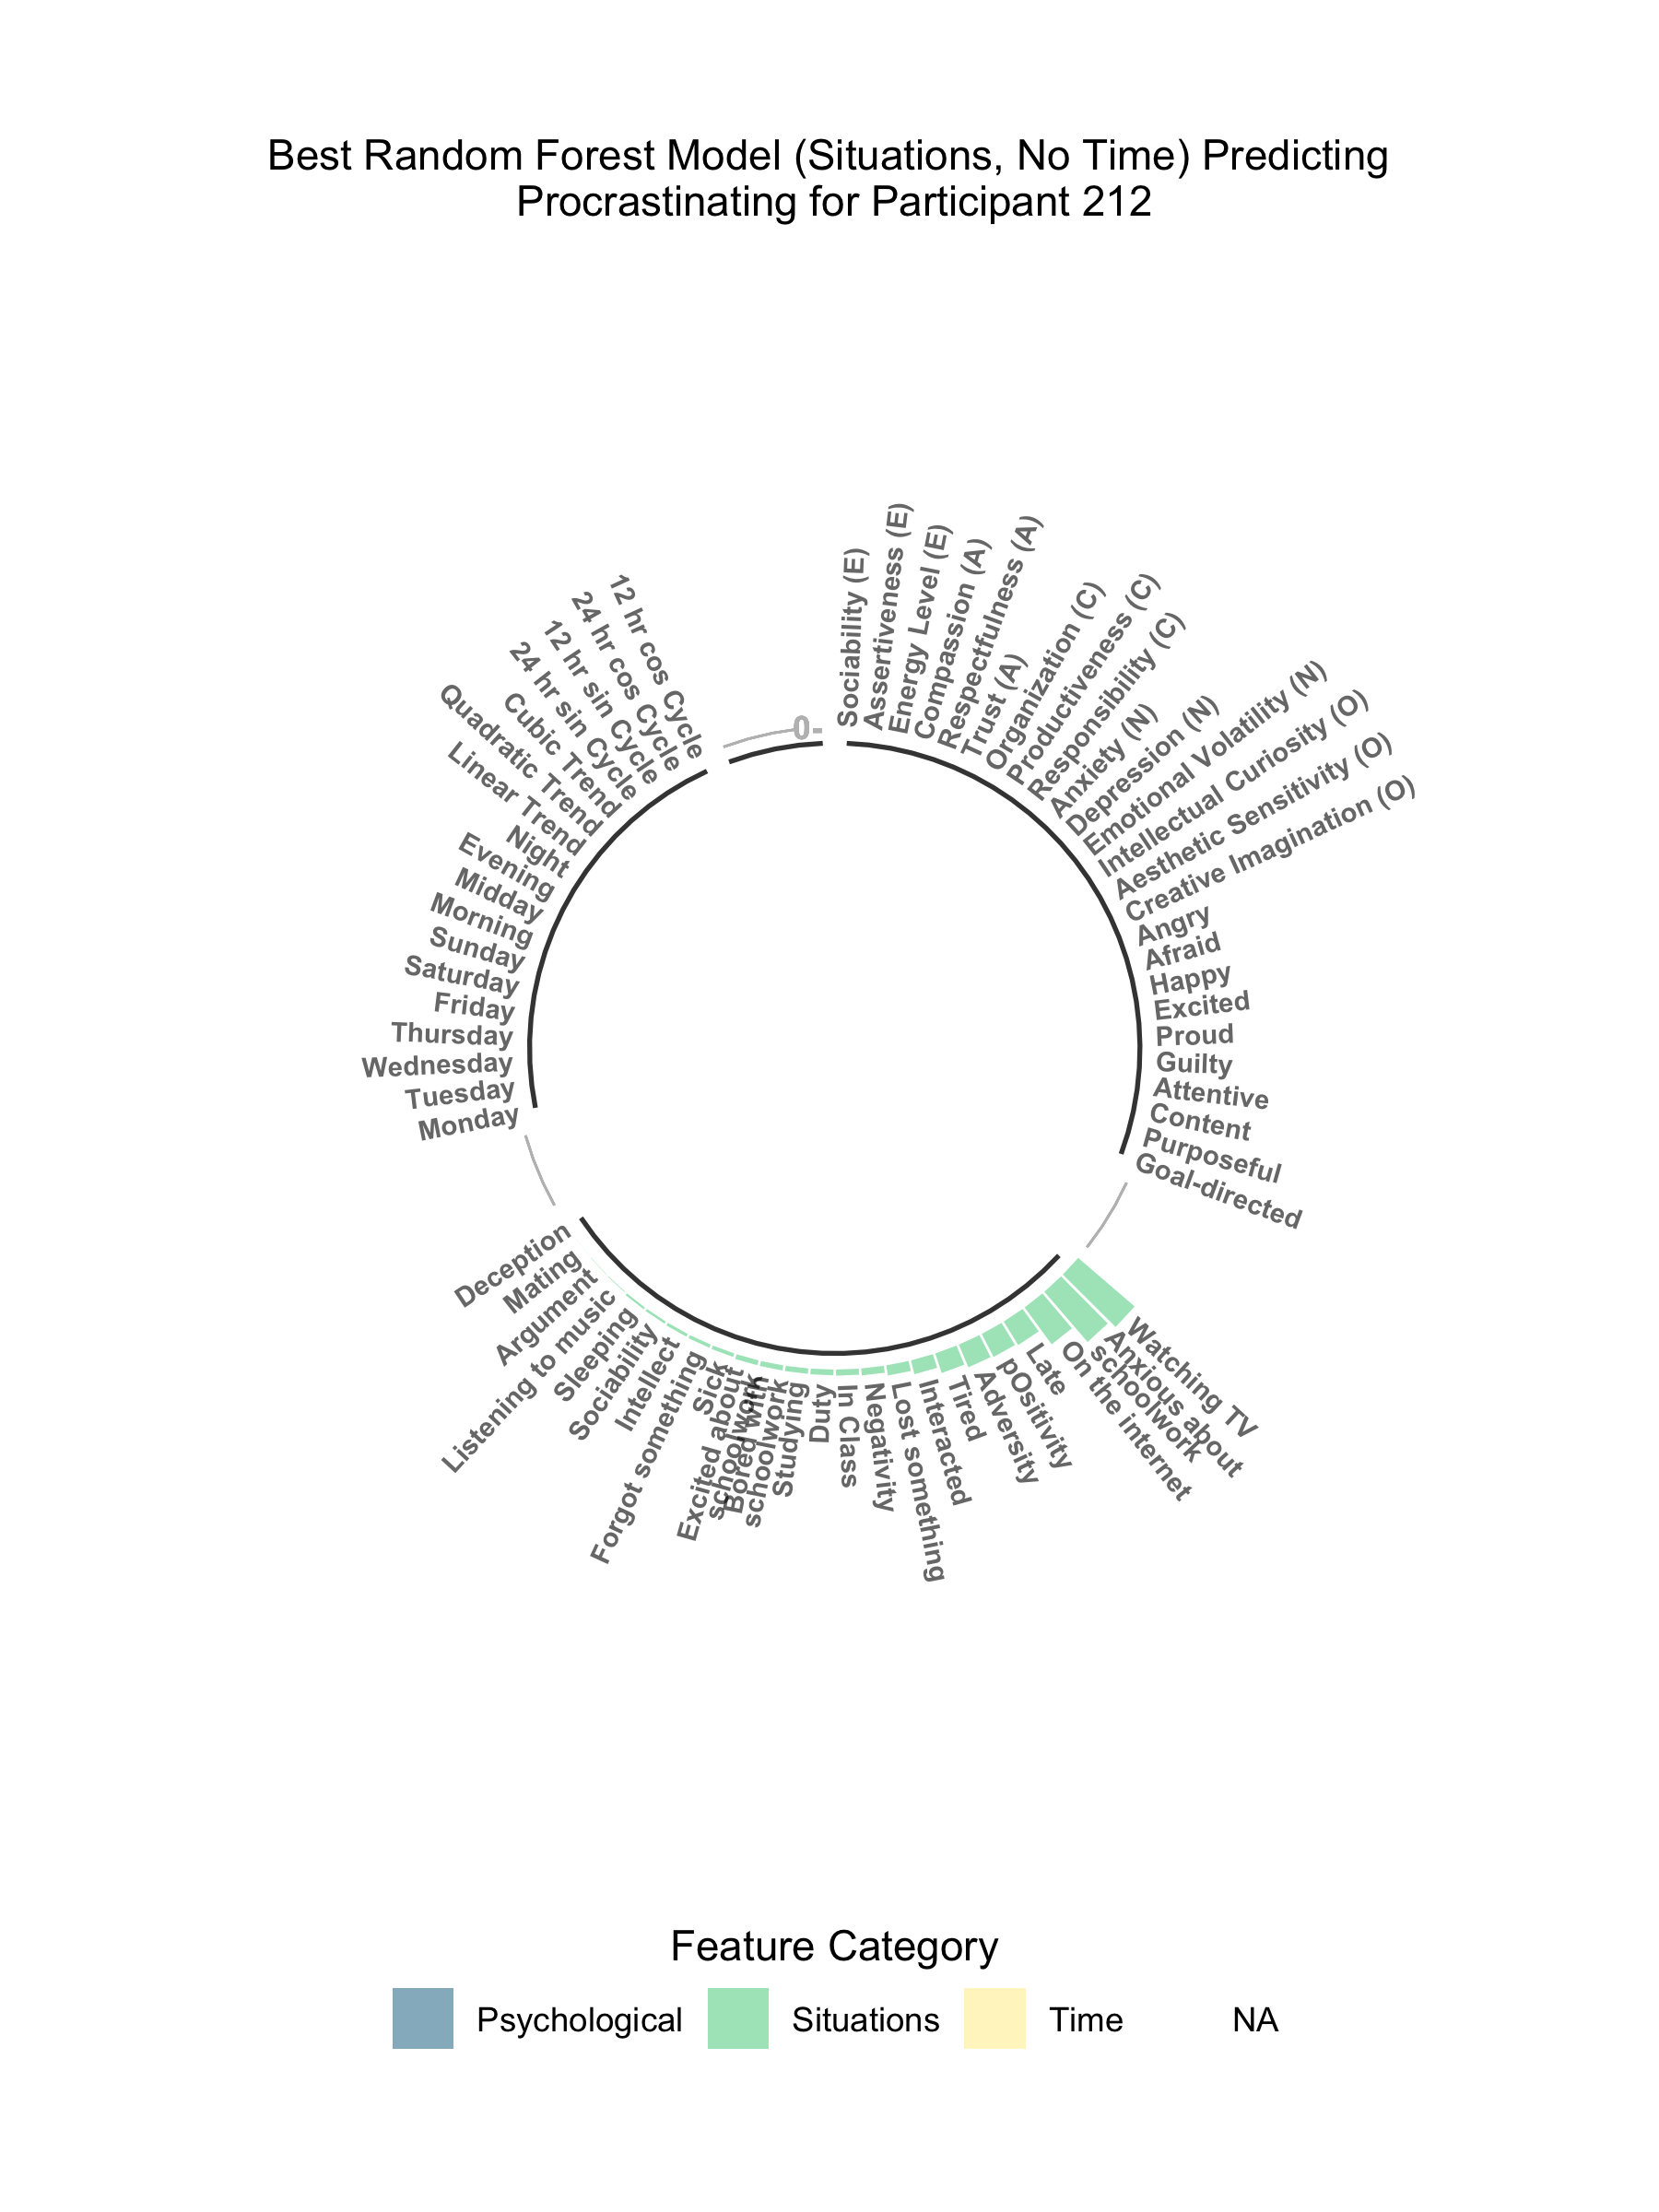 Best Random Forest Model (Situations, No Time) Predicting
Procrastinating for Participant 212
0-
Sociability (E)
Assertiveness (E)
Energy Level (E)
Compassion (A)
Respectfulness (A)
Trust (A)
Organization (C)
Productiveness (C)
Responsibility (C)
Anxiety (N)
Depression (N)
Emotional Volatility (N)
Intellectual Curiosity (O)
Aesthetic Sensitivity (O)
Creative Imagination (O)
Angry
Afraid
Happy
Excited
Proud
Guilty
Attentive
Content
Purposeful
Goal-directed
Watching TV
Anxious about
schoolwork
On the internet
Late
pOsitivity
Adversity
Tired
Interacted
Lost something
Negativity
In Class
Duty
Studying
Bored with
schoolwork
Excited about
schoolwork
Sick
Forgot something
Intellect
Sociability
Sleeping
Listening to music
Argument
Mating
Deception
Monday
Tuesday
Wednesday
Thursday
Friday
Saturday
Sunday
Morning
Midday
Evening
Night
Linear Trend
Quadratic Trend
Cubic Trend
24 hr sin Cycle
12 hr sin Cycle
24 hr cos Cycle
12 hr cos Cycle
Feature Category
Psychological
Situations
Time
NA